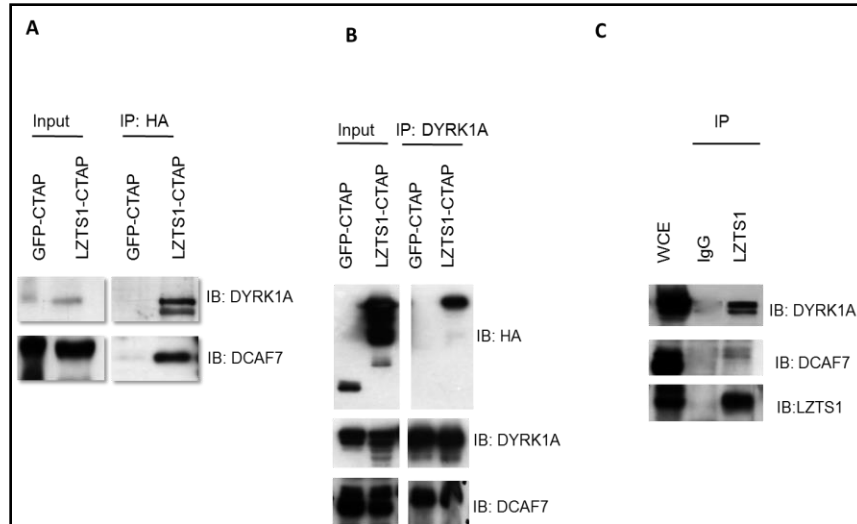 A
Input
IP: HA
GFP-CTAP
LZTS1-CTAP
GFP-CTAP
LZTS1-CTAP
IB: DYRK1A
IB: DCAF7
B
Input
IP: DYRK1A
GFP-CTAP
LZTS1-CTAP
GFP-CTAP
LZTS1-CTAP
IB: HA
IB: DYRK1A
IB: DCAF7
C
IP
WCE
IgG
LZTS1
IB: DYRK1A
IB: DCAF7
IB:LZTS1